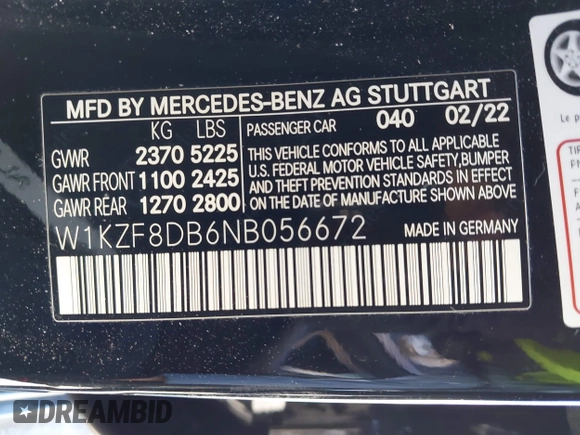 MFD BY MERCEDES-BENZ AG STUTTGART
KG LBS
GVWR 2370 5225
GAWR FRONT 1100 2425
GAWR REAR 1270 2800
PASSENGER CAR 040 02/22
THIS VEHICLE CONFORMS TO ALL APPLICABLE
U.S. FEDERAL MOTOR VEHICLE SAFETY, BUMPER
AND THEFT PREVENTION STANDARDS IN EFFECT
ON THE DATE OF MANUFACTURE SHOWN ABOVE.
W1KZF8DB6NB056672
MADE IN GERMANY
Le p
TIR
DREAMBID